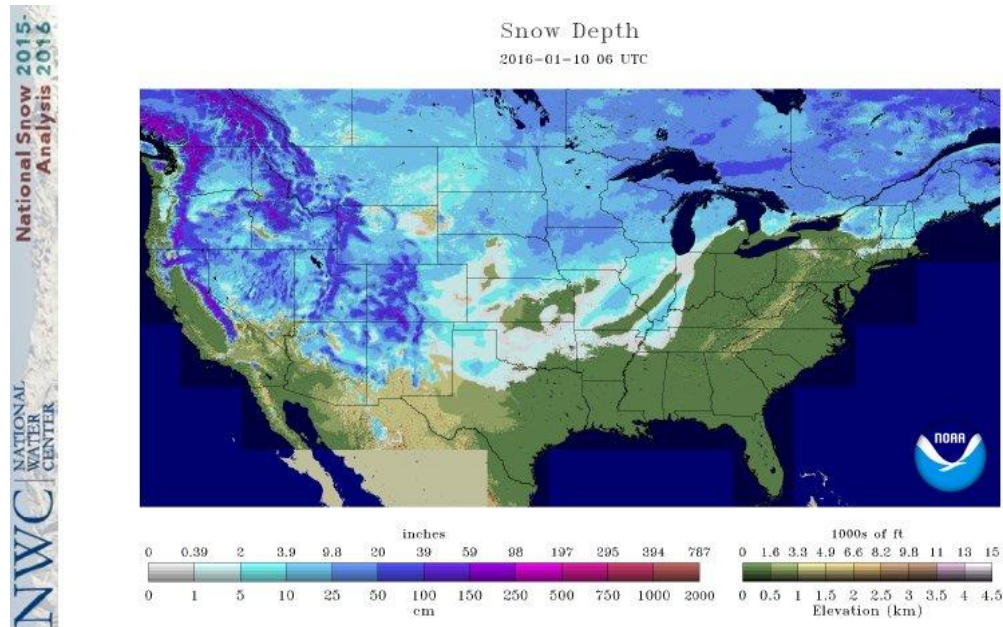 National Snow 2015-
Analysis 2016
NWC
NATIONAL
WATER
CENTER
Snow Depth
2016-01-10 06 UTC
NOAA
inches
0 0.39 2 3.9 9.8 20 39 59 98 197 295 394 787
0 1 5 10 25 50 100 150 250 500 750 1000 2000
cm
1000s of ft
0 1.6 3.3 4.9 6.6 8.2 9.8 11 13 15
0 0.5 1 1.5 2 2.5 3 3.5 4 4.5
Elevation (km)